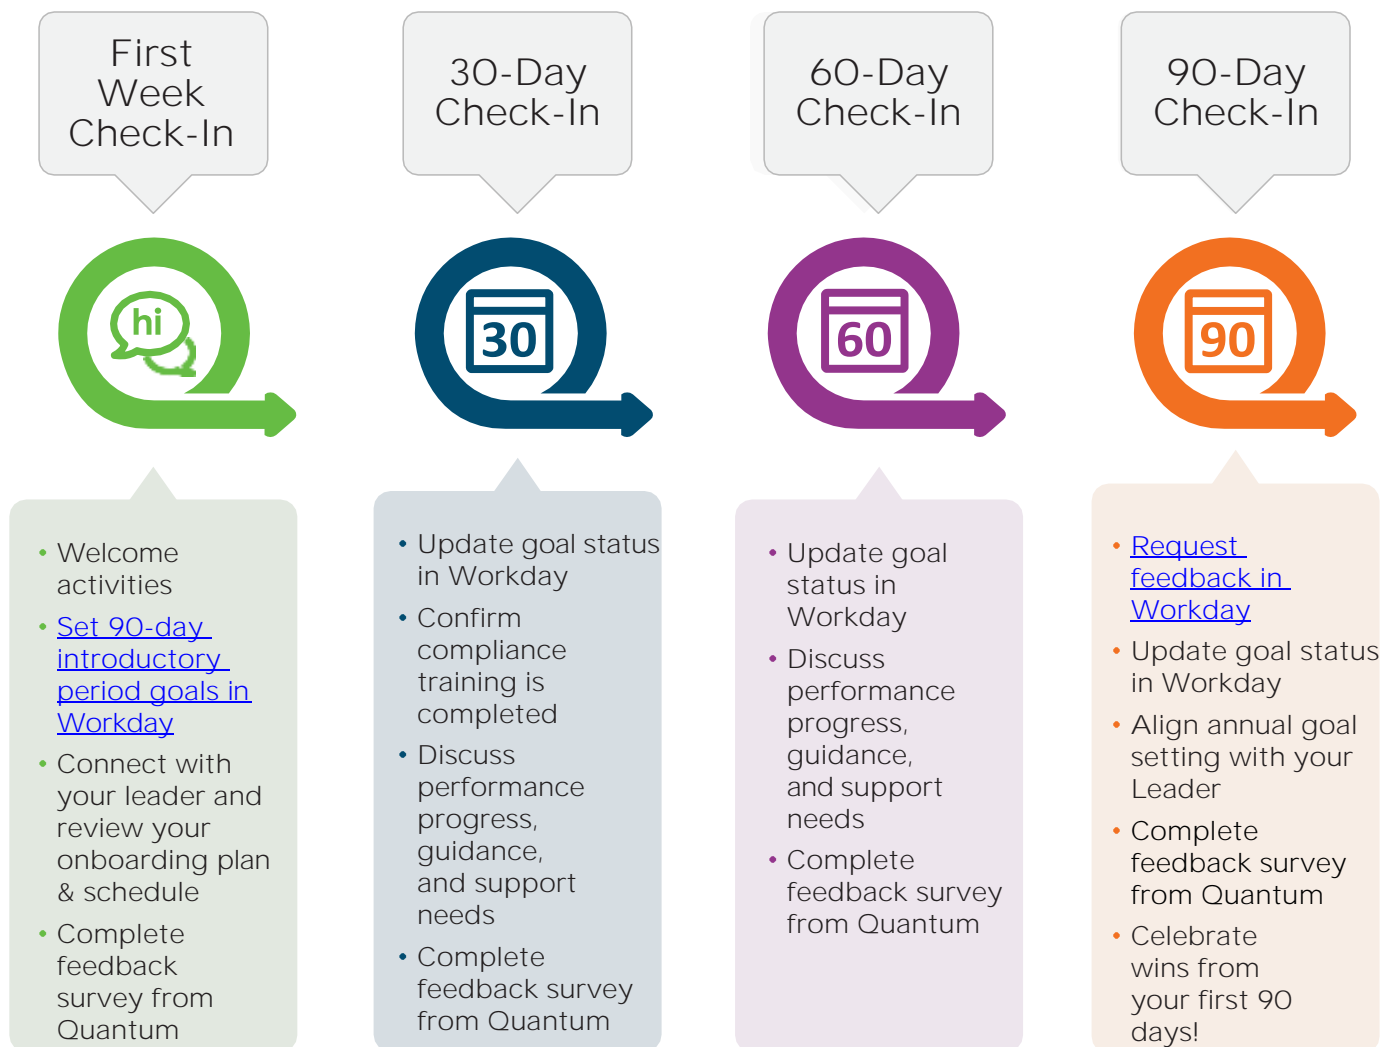 First
Week
Check-In
30-Day
Check-In
60-Day
Check-In
90-Day
Check-In
hi
30
60
90
• Welcome
activities
• Set 90-day
introductory
period goals in
Workday
• Connect with
your leader and
review your
onboarding plan
& schedule
• Complete
feedback
survey from
Quantum
• Update goal status
in Workday
• Confirm
compliance
training is
completed
• Discuss
performance
progress,
guidance,
and support
needs
• Complete
feedback survey
from Quantum
• Update goal
status in
Workday
• Discuss
performance
progress,
guidance,
and support
needs
• Complete
feedback survey
from Quantum
• Request
feedback in
Workday
• Update goal status
in Workday
• Align annual goal
setting with your
Leader
• Complete
feedback survey
from Quantum
• Celebrate
wins from
your first 90
days!